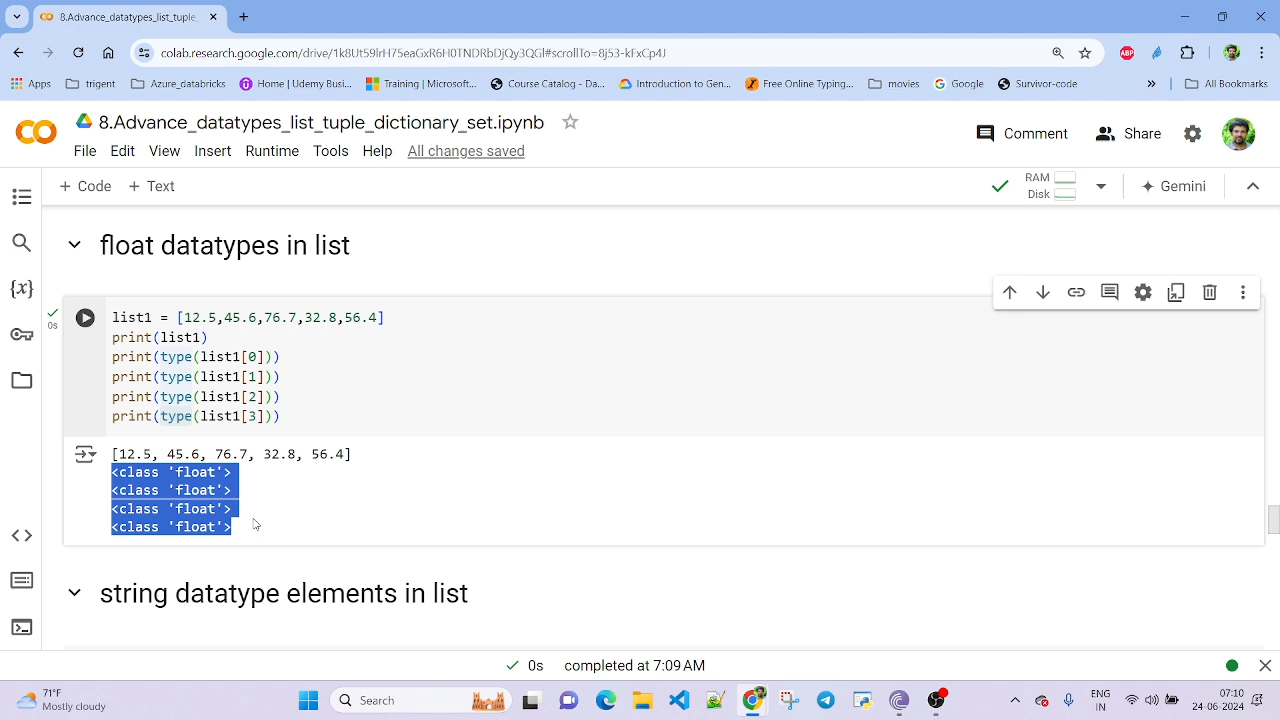 8.Advance_datatypes_list_tuple_
colab.research.google.com/drive/1k8Ut59lrH75eaGxR6H0TNDRbDjQy3QGl#scrollTo=8j53-kFxCp4J
ABP
Apps trigent Azure databricks Home | Udemy Busi... Training | Microsoft... Course Catalog - Da... Introduction to Gen... Free Online Typing... movies Google Survivor-code » All Bookmarks
8.Advance_datatypes_list_tuple_dictionary_set.ipynb
Comment Share
File Edit View Insert Runtime Tools Help All changes saved
+ Code + Text RAM Disk Gemini
float datatypes in list
list1 = [12.5,45.6,76.7,32.8,56.4]
0s
print(list1)
print(type(list1[0]))
print(type(list1[1]))
print(type(list1[2]))
print(type(list1[3]))
[12.5, 45.6, 76.7, 32.8, 56.4]
<class 'float'>
<class 'float'>
<class 'float'>
<class 'float'>
string datatype elements in list
0s completed at 7:09 AM
71°F
Mostly cloudy
Search
ENG
IN
07:10
24-06-2024